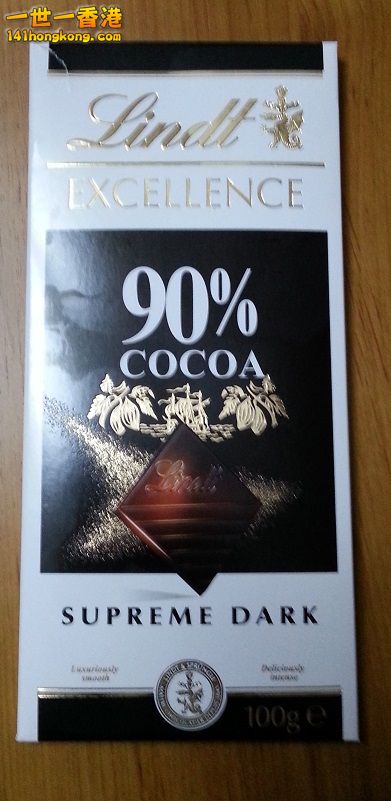 一世一香港
141hongkong.com
Lindt
EXCELLENCE
90%
COCOA
Lindt
SUPREME DARK
Luxuriously
smooth
Deliciously
intense
100g ℮